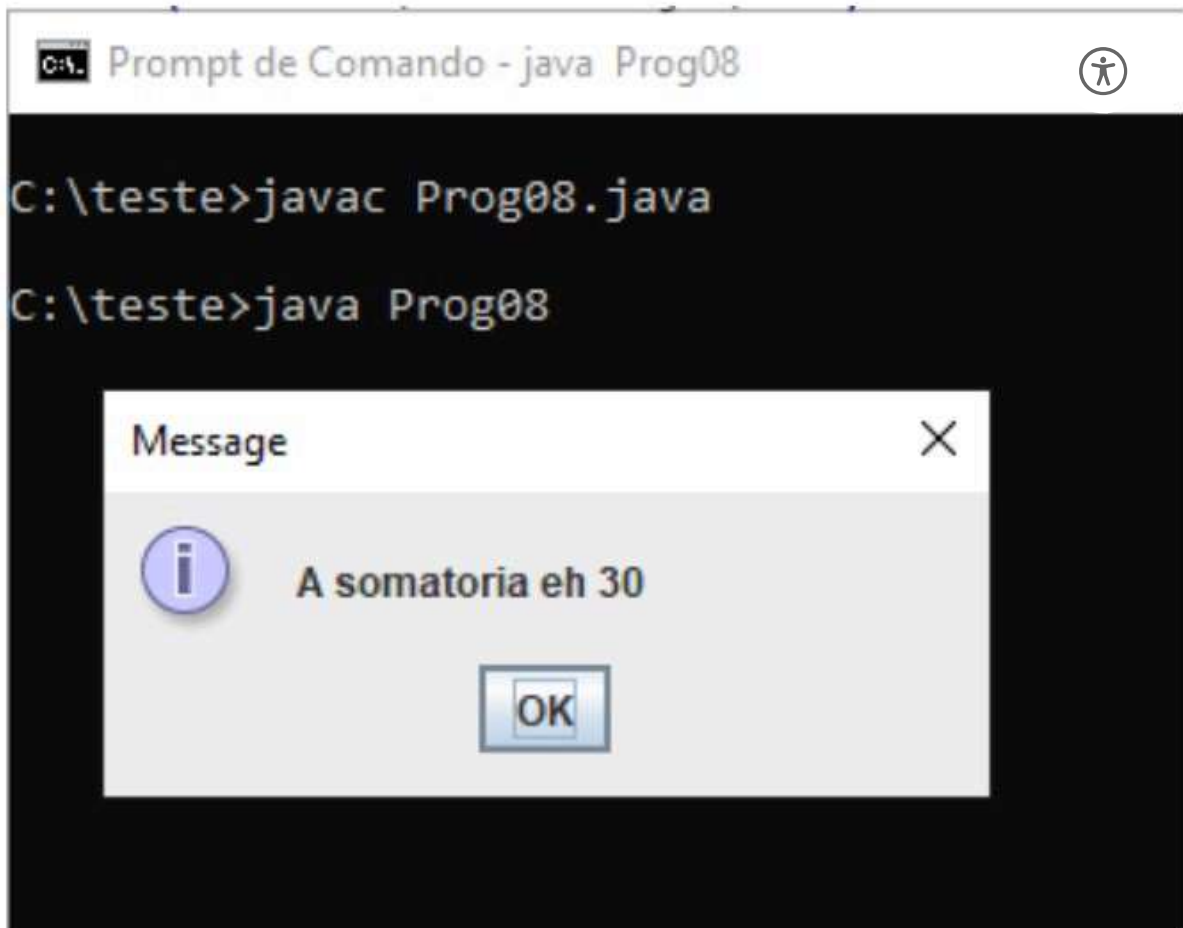 C:\. Prompt de Comando - java Prog08
C:\teste>javac Prog08.java
C:\teste>java Prog08
Message
i
A somatoria eh 30
OK